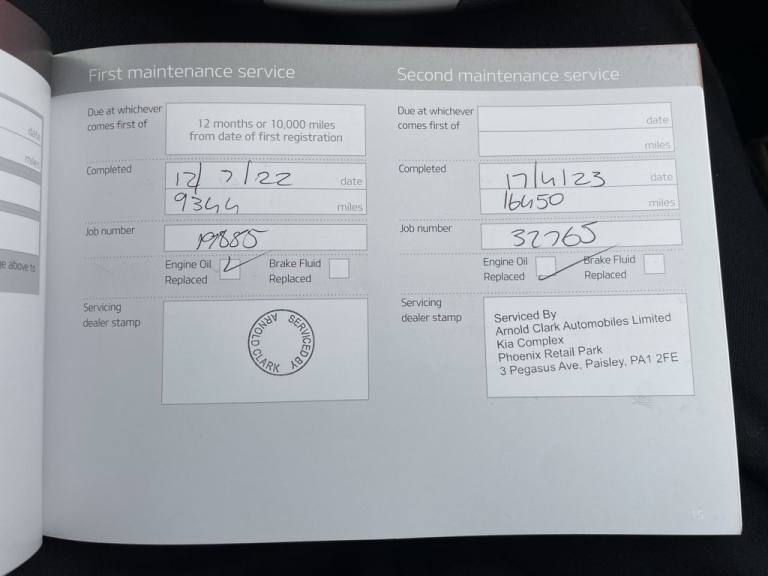 First maintenance service
Due at whichever
comes first of
12 months or 10,000 miles
from date of first registration
Completed
12/7/22 date
9344 miles
Job number
19885
Engine Oil
Replaced
Brake Fluid
Replaced
Servicing
dealer stamp
SERVICED BY
ARNOLD CLARK
Second maintenance service
Due at whichever
comes first of
date
miles
Completed
17/4/23 date
16450 miles
Job number
32765
Engine Oil
Replaced
Brake Fluid
Replaced
Servicing
dealer stamp
Serviced By
Arnold Clark Automobiles Limited
Kia Complex
Phoenix Retail Park
3 Pegasus Ave, Paisley, PA1 2FE
15
date
miles
e above to